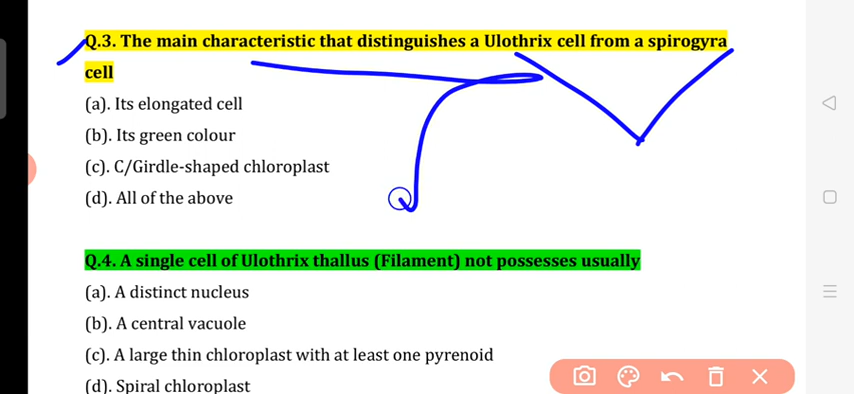 Q.3. The main characteristic that distinguishes a Ulothrix cell from a spirogyra
cell
(a). Its elongated cell
(b). Its green colour
(c). C/Girdle-shaped chloroplast
(d). All of the above
Q.4. A single cell of Ulothrix thallus (Filament) not possesses usually
(a). A distinct nucleus
(b). A central vacuole
(c). A large thin chloroplast with at least one pyrenoid
(d). Spiral chloroplast